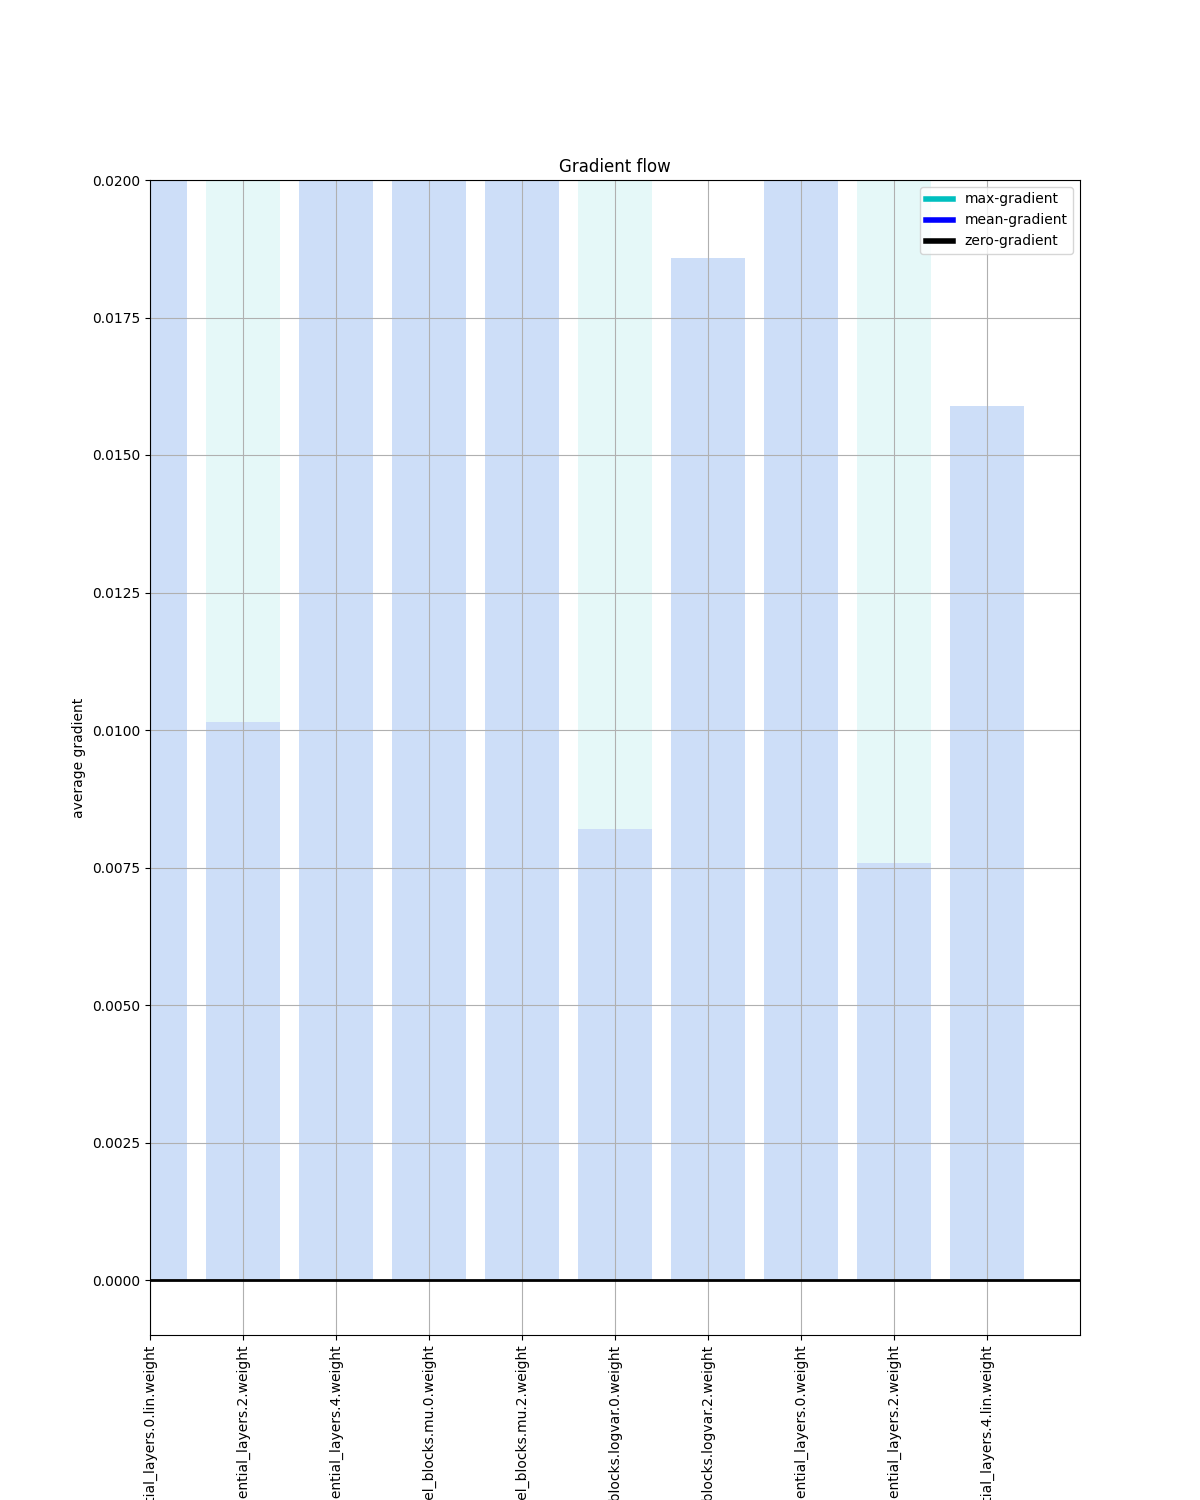 Gradient flow
max-gradient
mean-gradient
zero-gradient
0.0200
0.0175
0.0150
0.0125
0.0100
0.0075
0.0050
0.0025
0.0000
average gradient
tial_layers.0.lin.weight
ential_layers.2.weight
ential_layers.4.weight
el_blocks.mu.0.weight
el_blocks.mu.2.weight
blocks.logvar.0.weight
blocks.logvar.2.weight
ential_layers.0.weight
ential_layers.2.weight
tial_layers.4.lin.weight